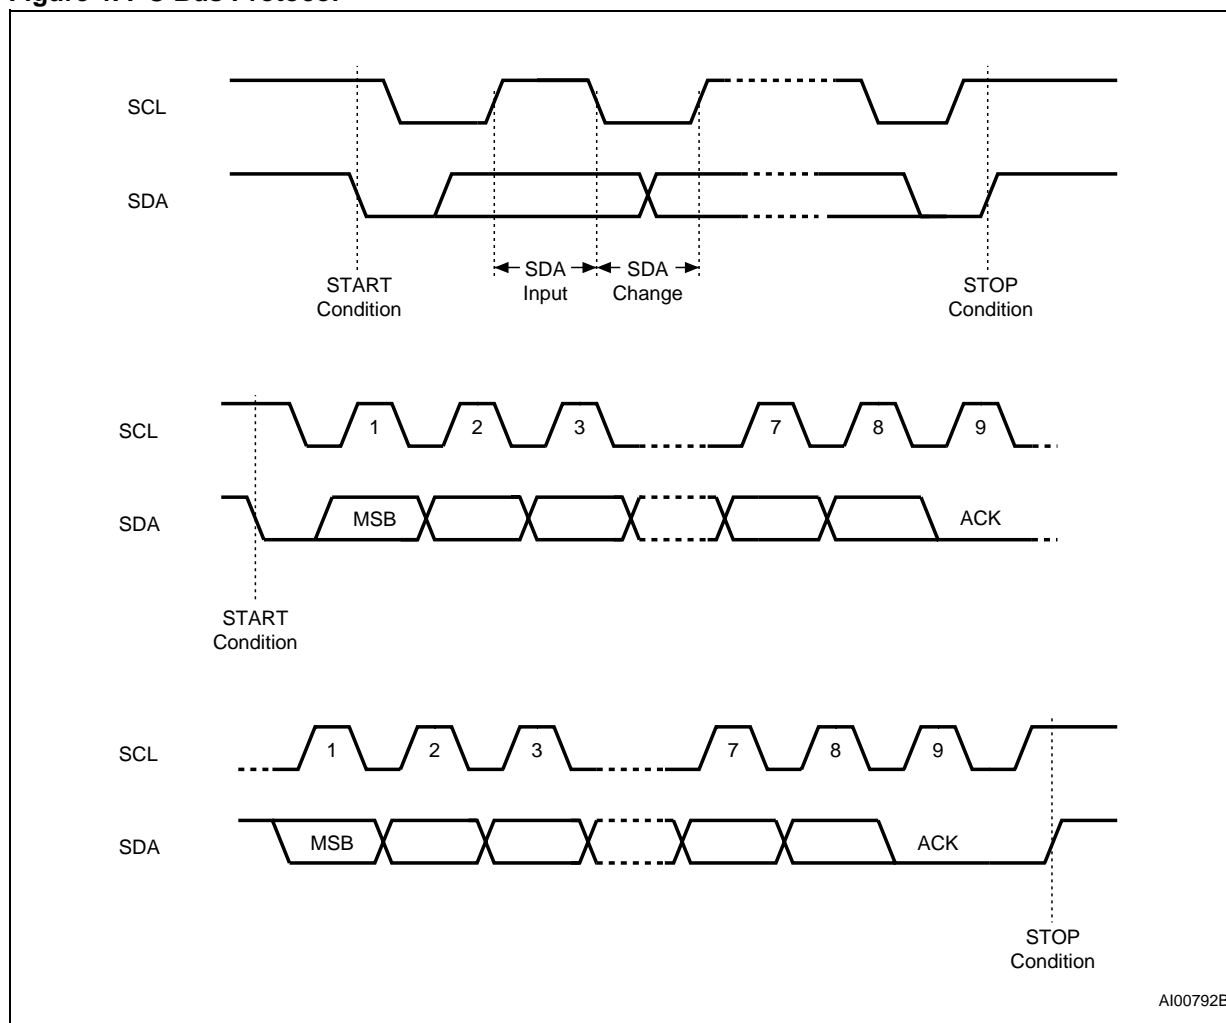 SCL
SDA
SDA
Input
SDA
Change
START
Condition
STOP
Condition
SCL
1
2
3
7
8
9
SDA
MSB
ACK
START
Condition
SCL
1
2
3
7
8
9
SDA
MSB
ACK
STOP
Condition
AI00792B